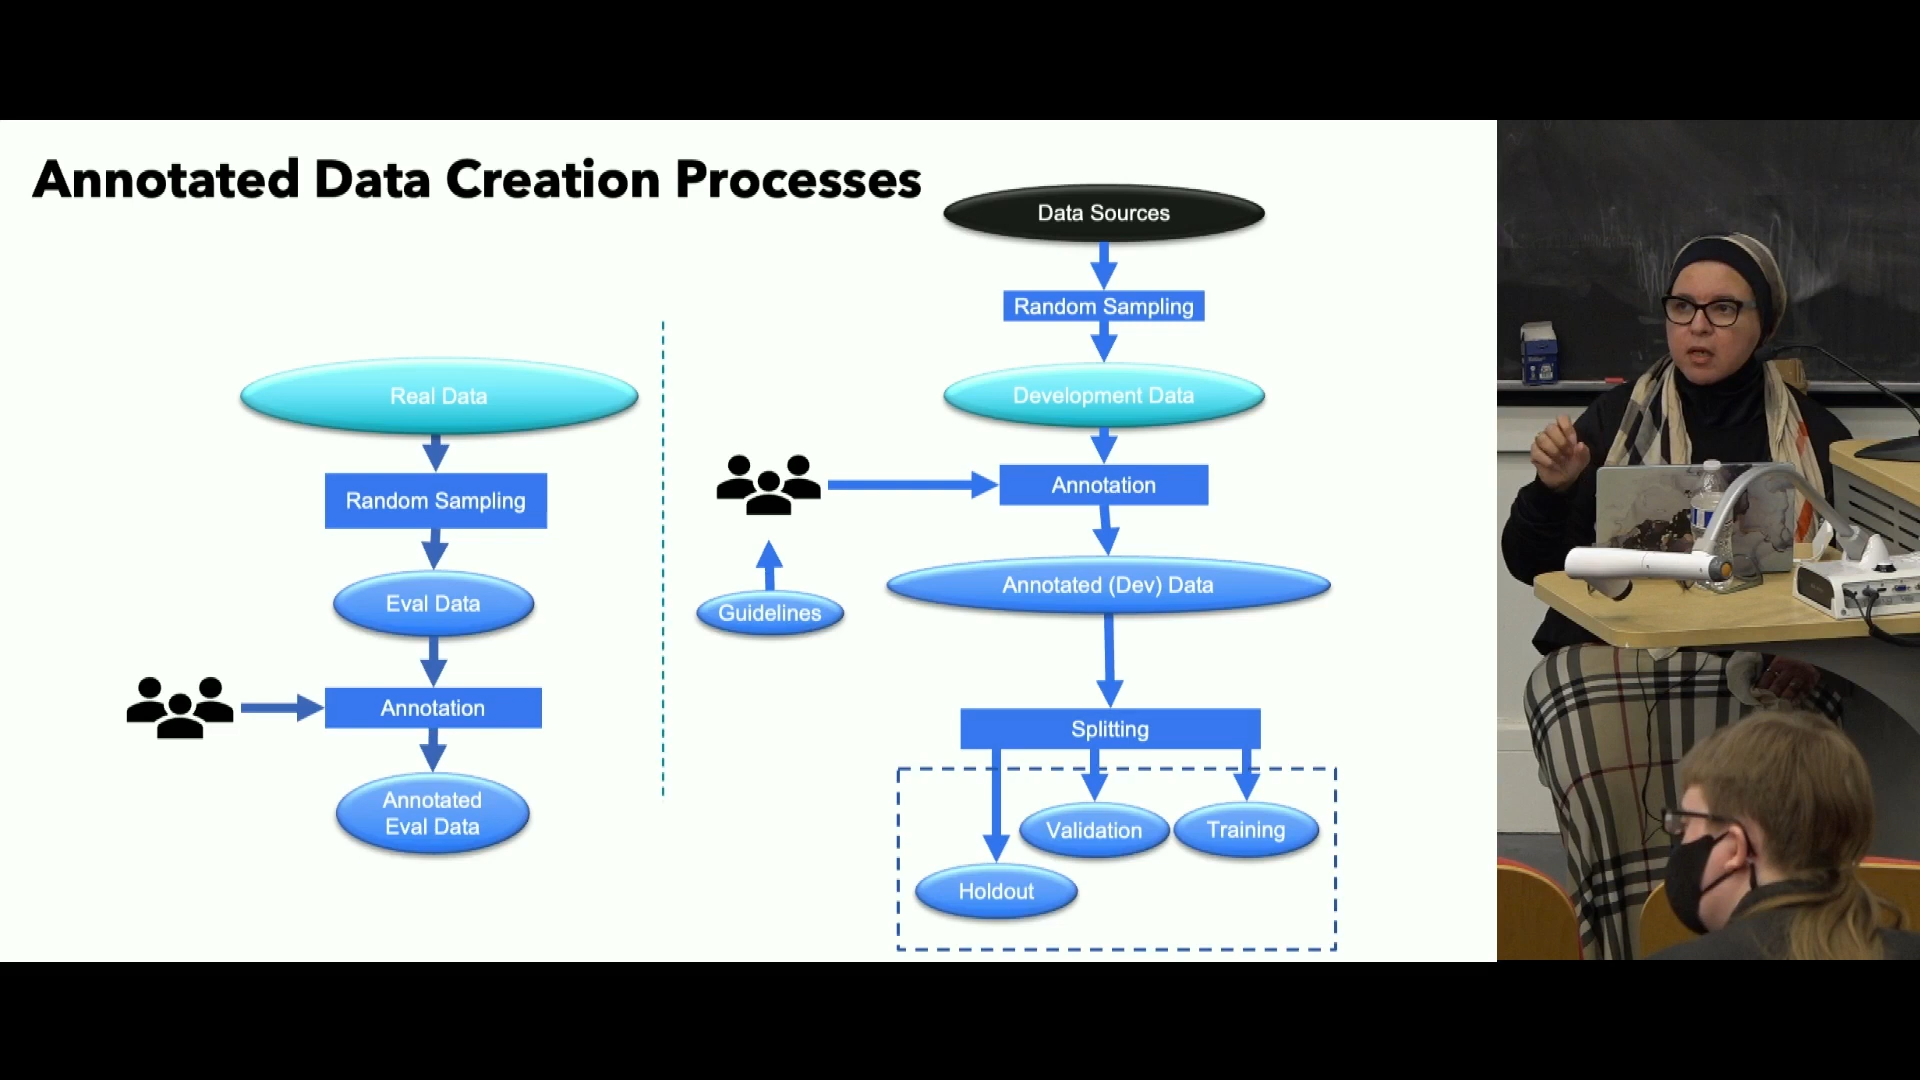 Annotated Data Creation Processes
Data Sources
Random Sampling
Development Data
Annotation
Guidelines
Annotated (Dev) Data
Splitting
Validation
Training
Holdout
Real Data
Random Sampling
Eval Data
Annotation
Annotated
Eval Data